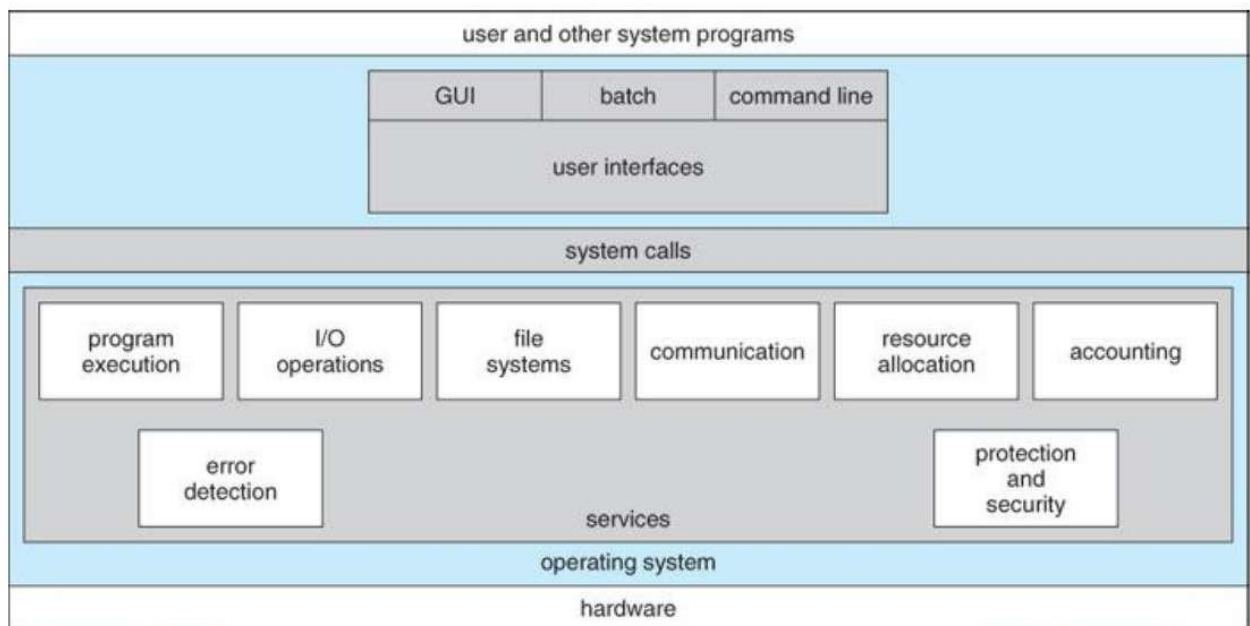 user and other system programs
GUI
batch
command line
user interfaces
system calls
program
execution
I/O
operations
file
systems
communication
resource
allocation
accounting
error
detection
protection
and
security
services
operating system
hardware